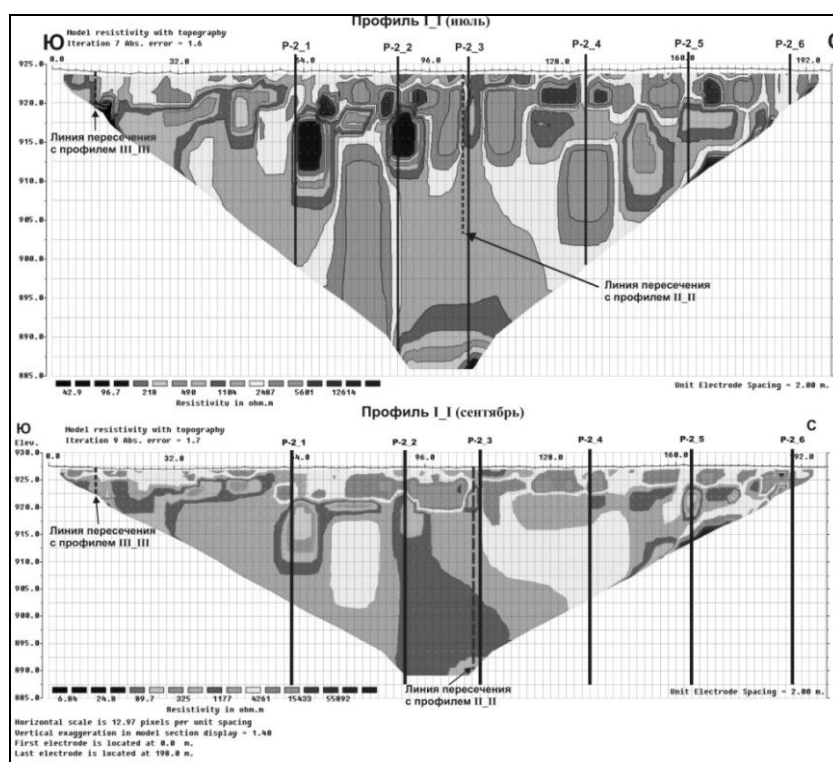 Профиль I_I (июль)
Ю
Model resistivity with topography
Iteration 7 Abs. error = 1.6
С
P-2_1 P-2_2 P-2_3 P-2_4 P-2_5 P-2_6
0.0 32.0 64.0 96.0 128.0 160.0 192.0
925.0
920.0
915.0
910.0
905.0
900.0
895.0
890.0
885.0
Линия пересечения
с профилем III_III
Линия пересечения
с профилем II_II
42.9 96.7 218 490 1104 2487 5601 12614
Resistivity in ohm.m
Unit Electrode Spacing = 2.00 m.
Профиль I_I (сентябрь)
Ю
Model resistivity with topography
Iteration 9 Abs. error = 1.7
С
Elev.
P-2_1 P-2_2 P-2_3 P-2_4 P-2_5 P-2_6
0.0 32.0 4.0 96.0 128.0 160.0 92.0
930.0
925.0
920.0
915.0
910.0
905.0
900.0
895.0
890.0
885.0
Линия пересечения
с профилем III_III
6.84 24.8 89.7 325 1177 4261 15433 55892
Resistivity in ohm.m
Линия пересечения
с профилем II_II
Unit Electrode Spacing = 2.00 m.
Horizontal scale is 12.97 pixels per unit spacing
Vertical exaggeration in model section display = 1.40
First electrode is located at 0.0 m.
Last electrode is located at 198.0 m.